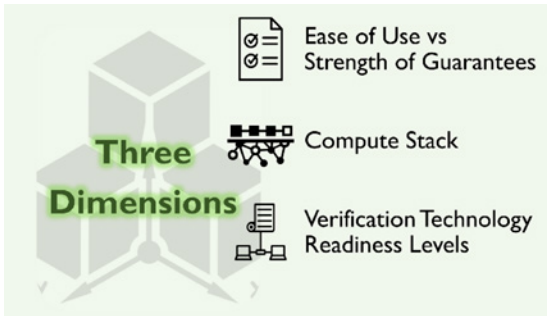 Three
Dimensions
Ease of Use vs
Strength of Guarantees
Compute Stack
Verification Technology
Readiness Levels